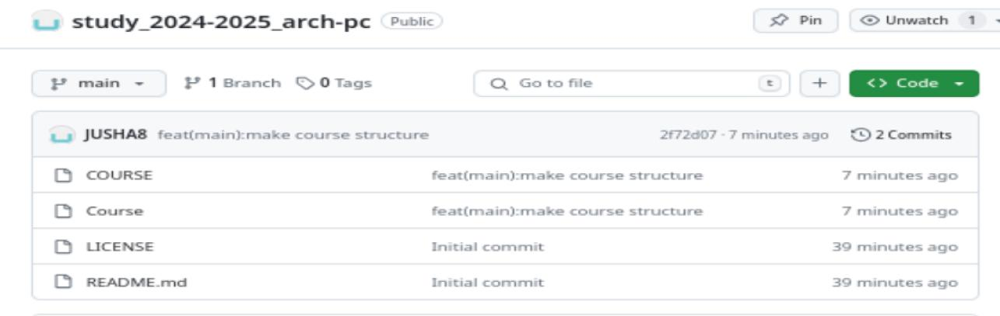 study_2024-2025_arch-pc Public Pin Unwatch 1
main 1 Branch 0 Tags Go to file t + <> Code
JUSHA8 feat(main):make course structure 2f72d07 · 7 minutes ago 2 Commits
COURSE feat(main):make course structure 7 minutes ago
Course feat(main):make course structure 7 minutes ago
LICENSE Initial commit 39 minutes ago
README.md Initial commit 39 minutes ago